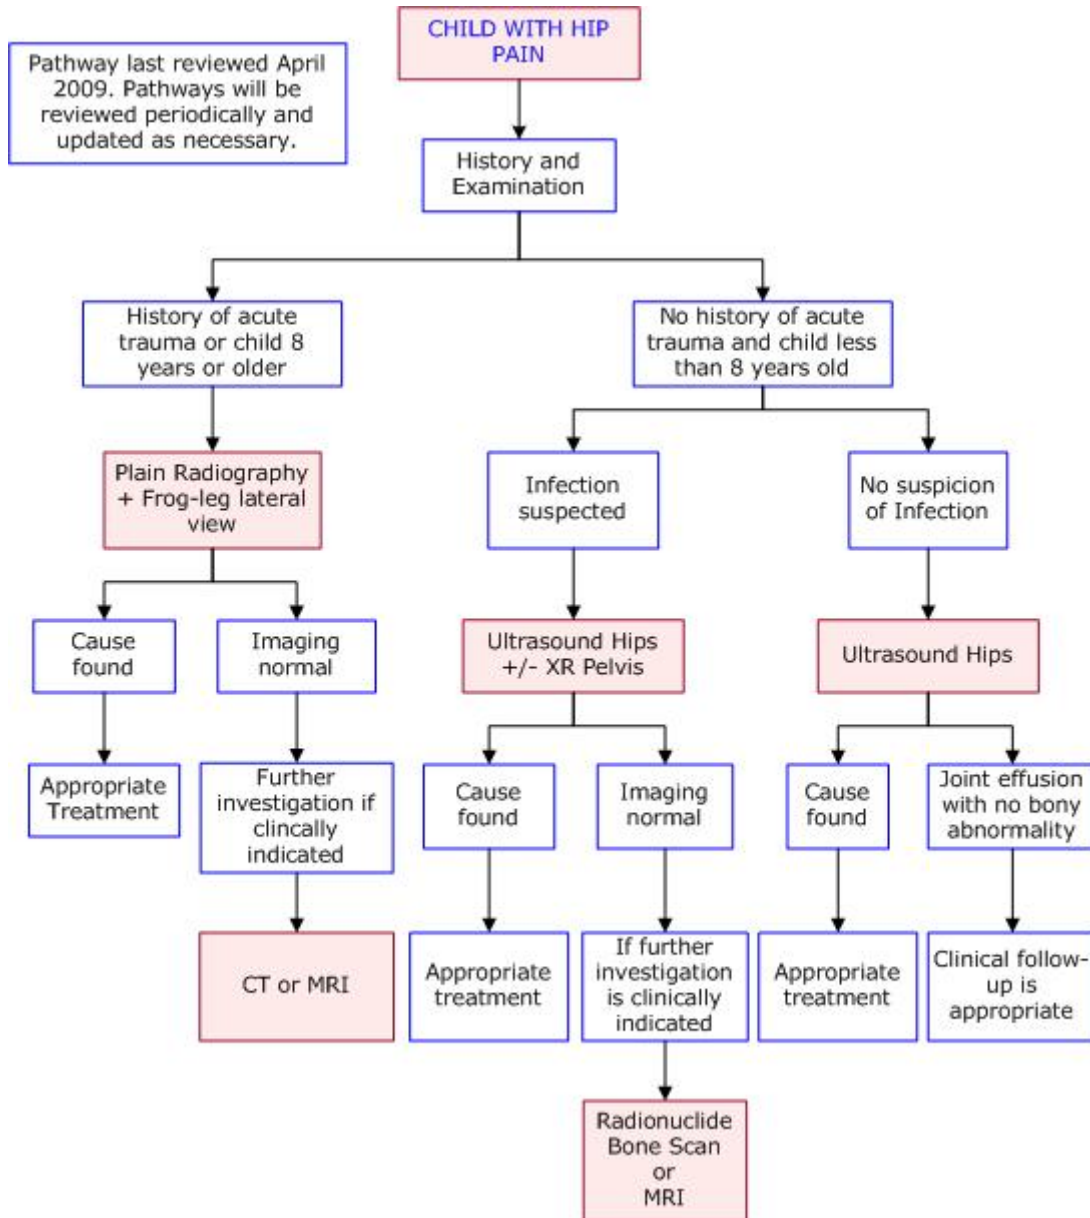 CHILD WITH HIP
PAIN
Pathway last reviewed April
2009. Pathways will be
reviewed periodically and
updated as necessary.
History and
Examination
History of acute
trauma or child 8
years or older
No history of acute
trauma and child less
than 8 years old
Plain Radiography
+ Frog-leg lateral
view
Infection
suspected
No suspicion
of Infection
Cause
found
Imaging
normal
Ultrasound Hips
+/- XR Pelvis
Ultrasound Hips
Appropriate
Treatment
Further
investigation if
clincally
indicated
Cause
found
Imaging
normal
Cause
found
Joint effusion
with no bony
abnormality
CT or MRI
Appropriate
treatment
If further
investigation
is clinically
indicated
Appropriate
treatment
Clinical follow-
up is
appropriate
Radionuclide
Bone Scan
or
MRI